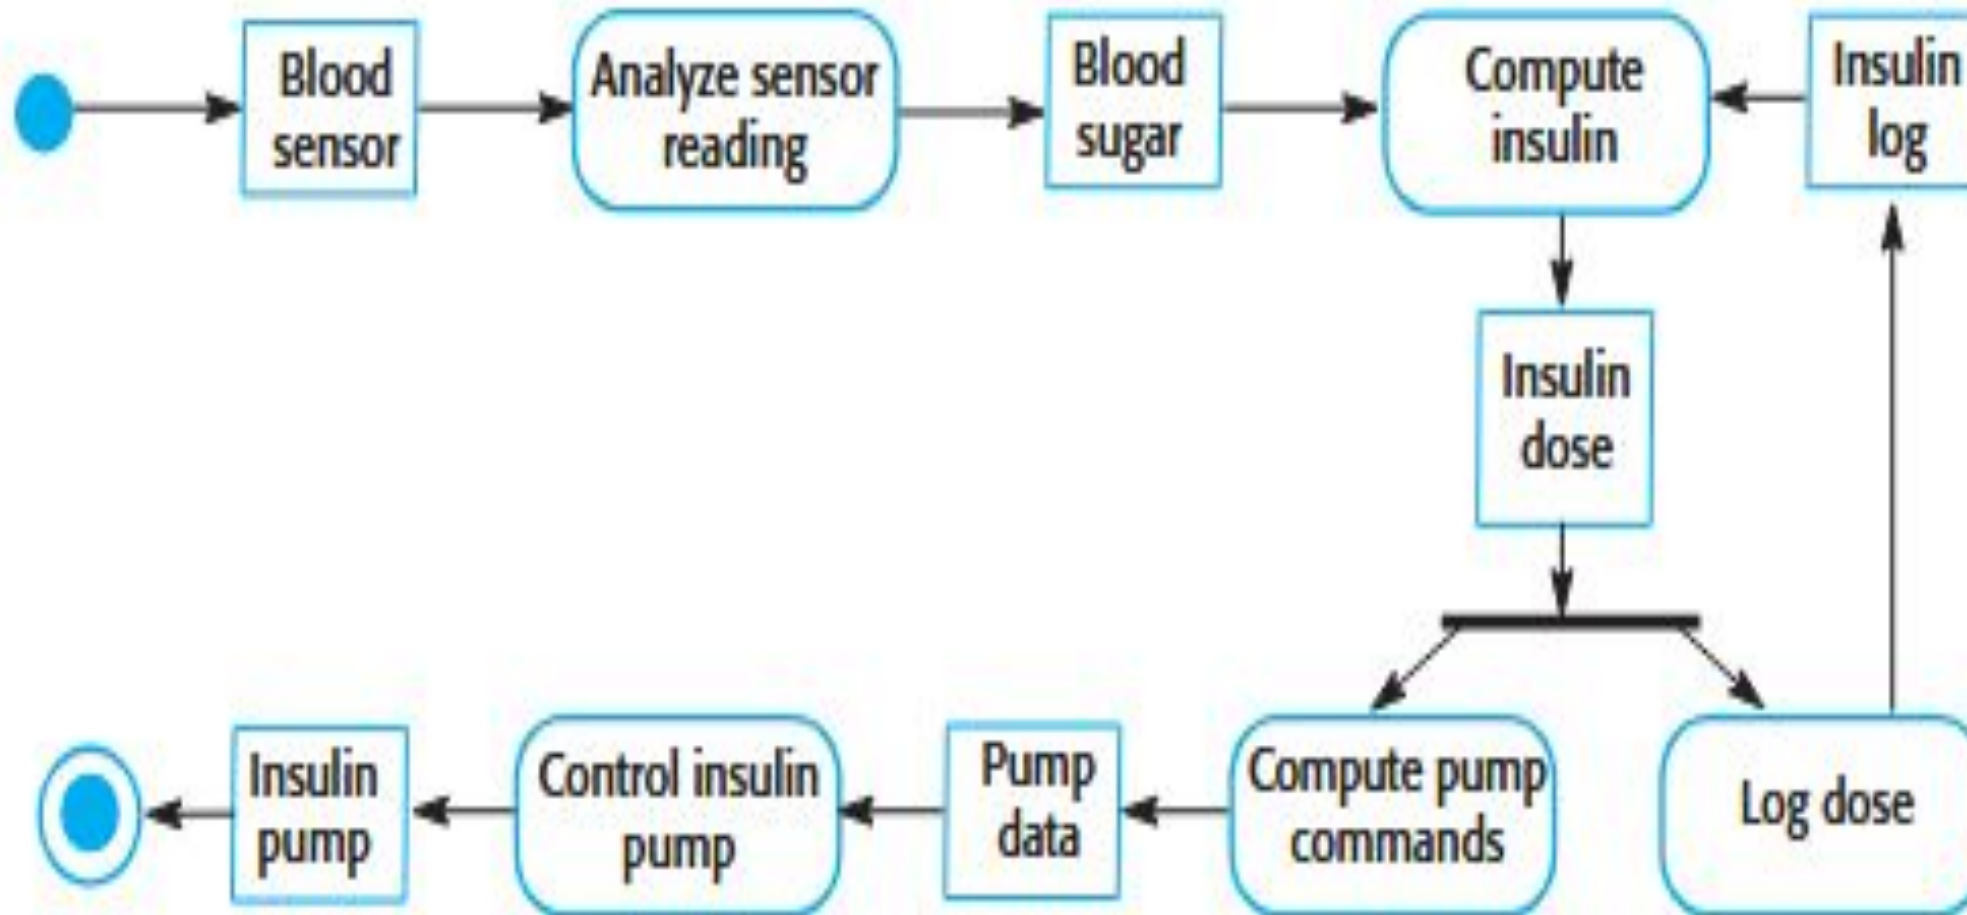 Blood
sensor
Analyze sensor
reading
Blood
sugar
Compute
insulin
Insulin
log
Insulin
dose
Insulin
pump
Control insulin
pump
Pump
data
Compute pump
commands
Log dose